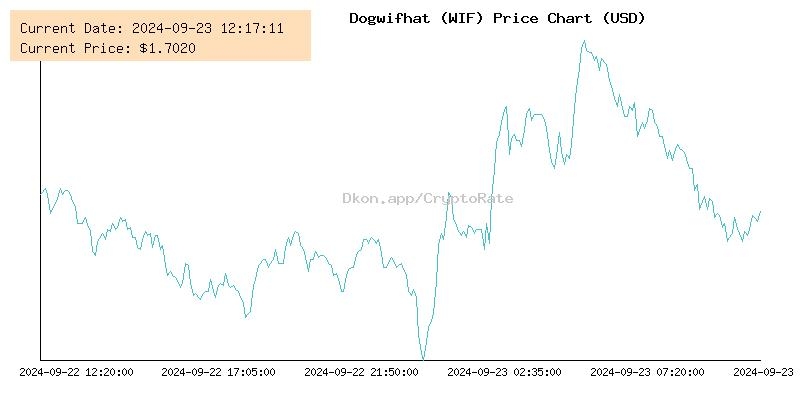 Dogwifhat (WIF) Price Chart (USD)
Current Date: 2024-09-23 12:17:11
Current Price: $1.7020
Dkon.app/CryptoRate
2024-09-22 12:20:00 2024-09-22 17:05:00 2024-09-22 21:50:00 2024-09-23 02:35:00 2024-09-23 07:20:00 2024-09-23